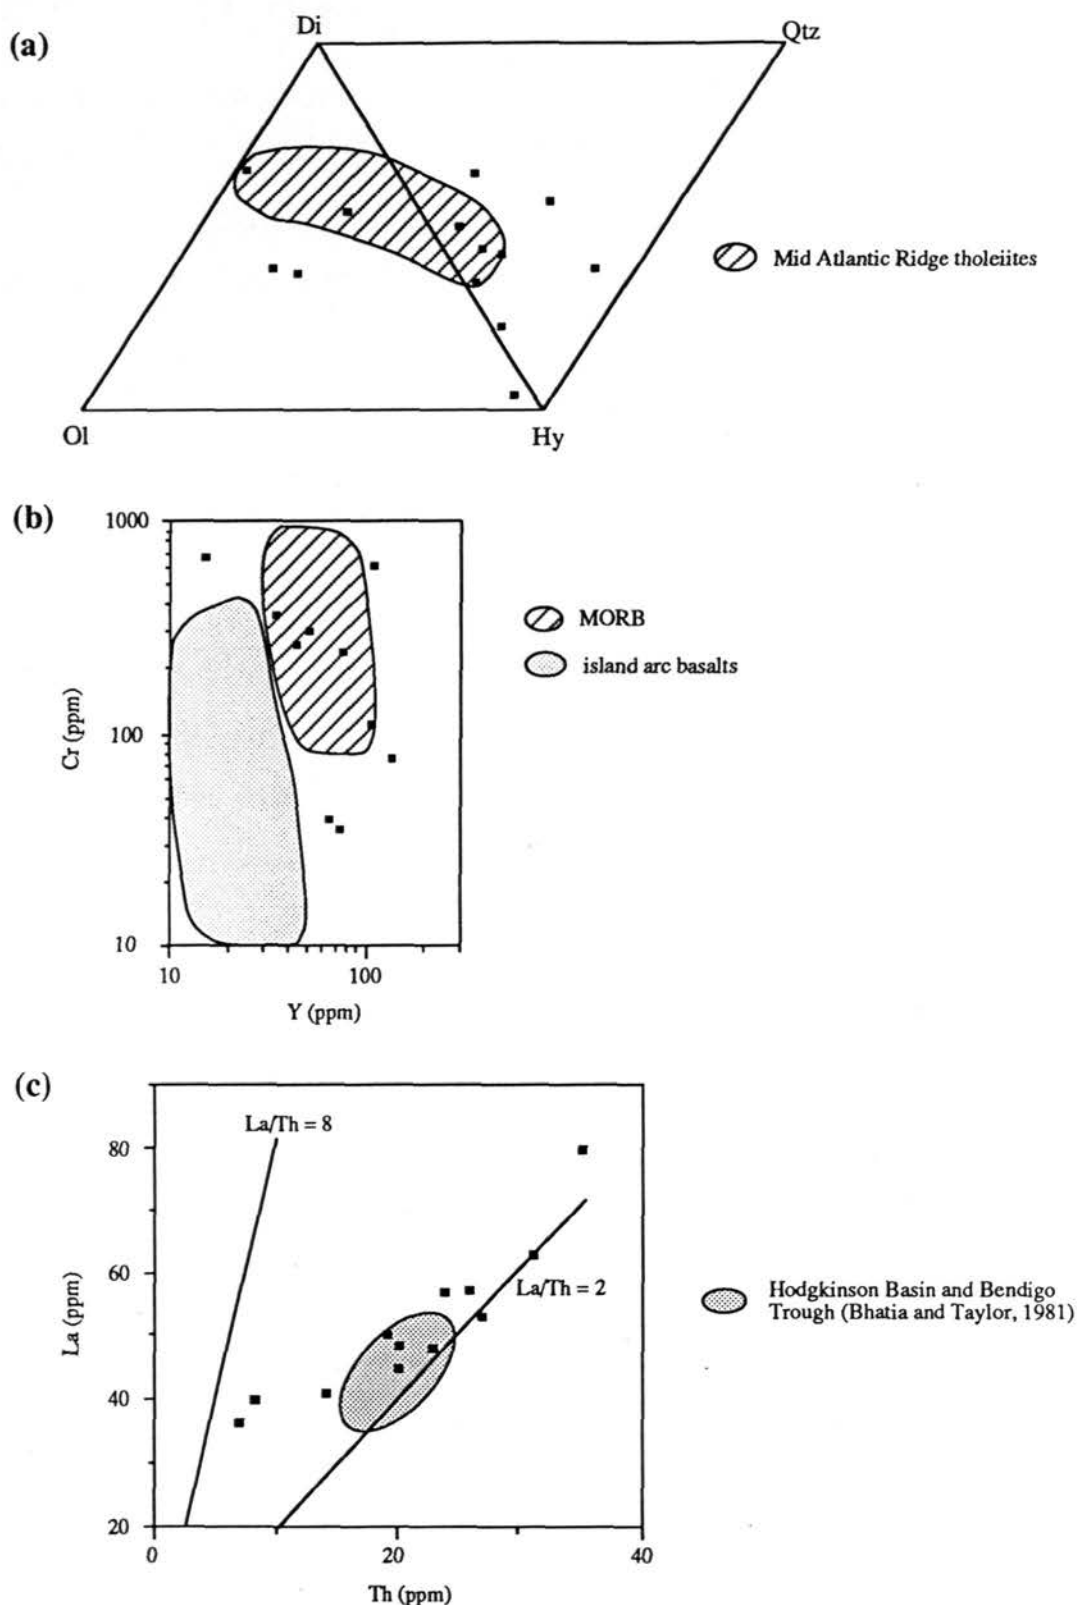 (a)
Di
Qtz
Mid Atlantic Ridge tholeiites
Ol
Hy
(b)
1000
MORB
island arc basalts
Cr (ppm)
100
10
10
100
Y (ppm)
(c)
La/Th = 8
80
60
La/Th = 2
Hodgkinson Basin and Bendigo
Trough (Bhatia and Taylor, 1981)
La (ppm)
40
20
0
20
40
Th (ppm)